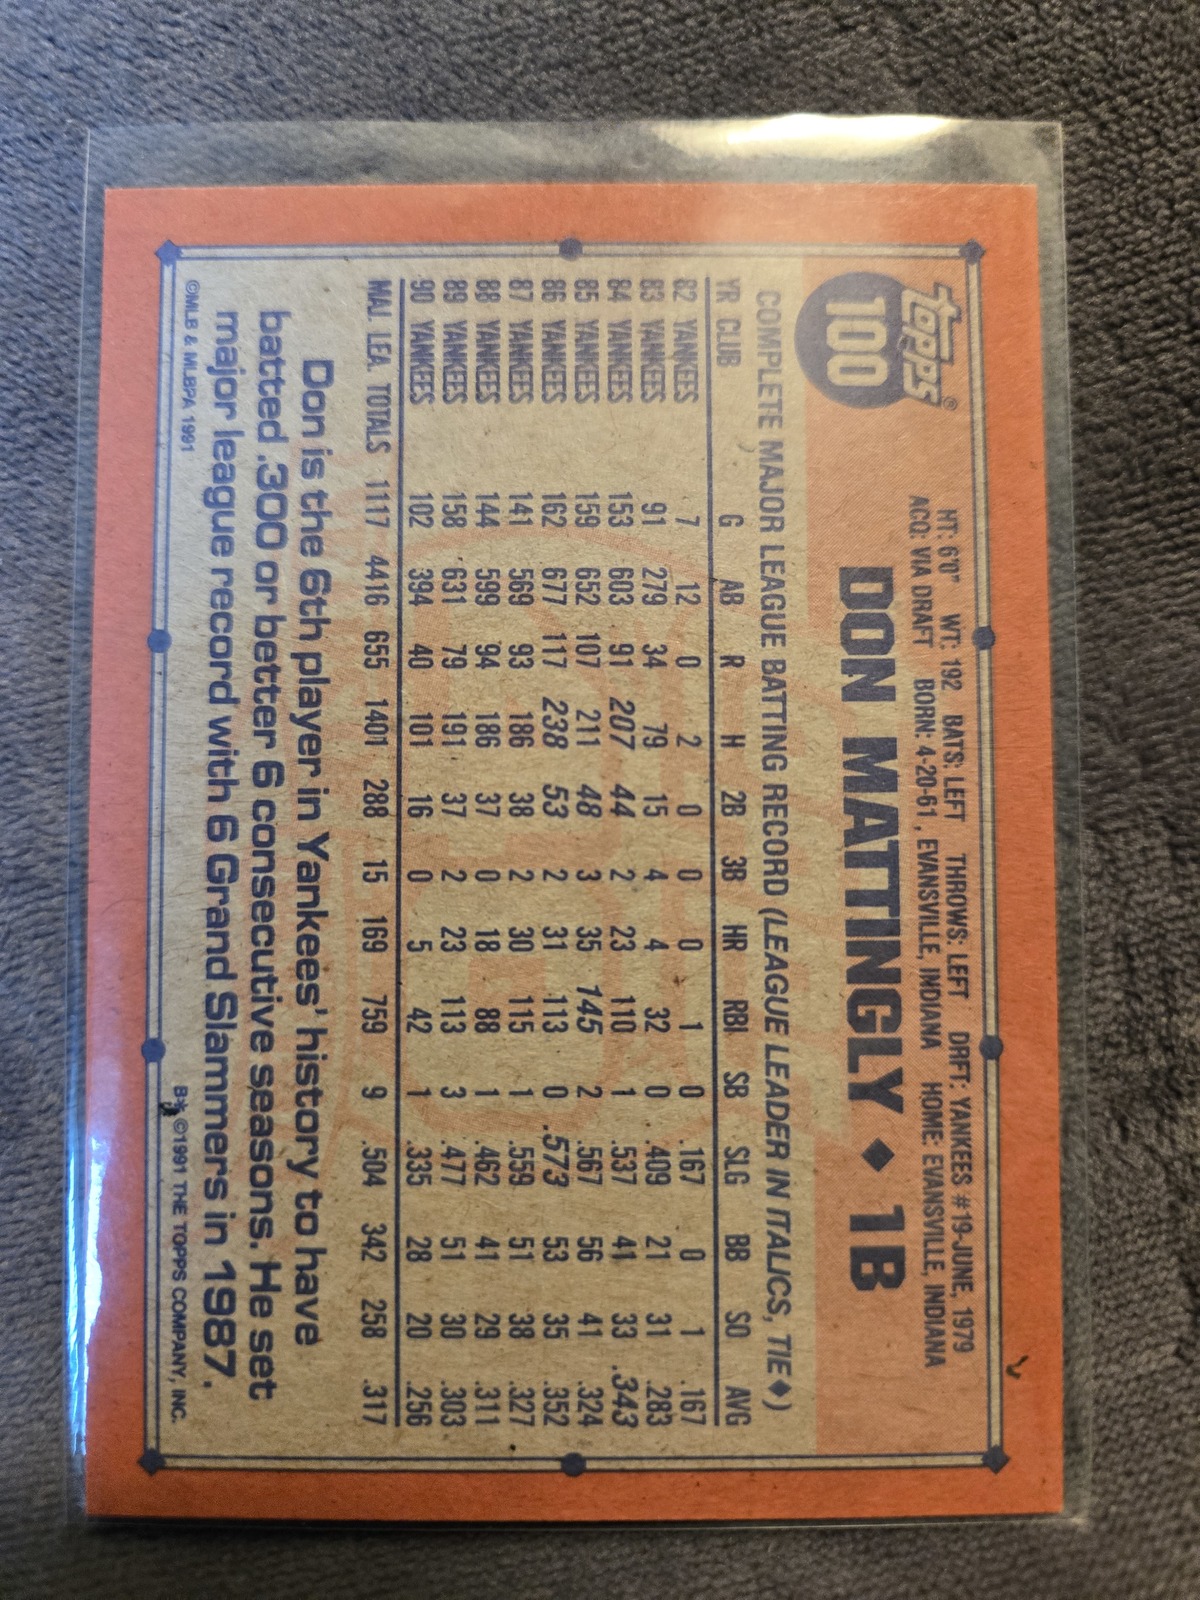 topps®
100
HT: 6'0" WT: 192 BATS: LEFT THROWS: LEFT DRFT: YANKEES #19-JUNE, 1979
ACQ: VIA DRAFT BORN: 4-20-61, EVANSVILLE, INDIANA HOME: EVANSVILLE, INDIANA
DON MATTINGLY ◆ 1B
COMPLETE MAJOR LEAGUE BATTING RECORD (LEAGUE LEADER IN ITALICS, TIE◆)
YR CLUB G AB R H 2B 3B HR RBI SB SLG BB SO AVG
82 YANKEES 7 12 0 2 0 0 0 1 0 .167 0 1 .167
83 YANKEES 91 279 34 79 15 4 4 32 0 .409 21 31 .283
84 YANKEES 153 603 91 207 44 2 23 110 1 .537 41 33 .343
85 YANKEES 159 652 107 211 48 3 35 145 2 .567 56 41 .324
86 YANKEES 162 677 117 238 53 2 31 113 0 .573 53 35 .352
87 YANKEES 141 569 93 186 38 2 30 115 1 .559 51 38 .327
88 YANKEES 144 599 94 186 37 0 18 88 1 .462 41 29 .311
89 YANKEES 158 631 79 191 37 2 23 113 3 .477 51 30 .303
90 YANKEES 102 394 40 101 16 0 5 42 1 .335 28 20 .256
MAJ. LEA. TOTALS 1117 4416 655 1401 288 15 169 759 9 .504 342 258 .317
Don is the 6th player in Yankees' history to have
batted .300 or better 6 consecutive seasons. He set
major league record with 6 Grand Slammers in 1987.
©MLB & MLBPA 1991
B* ©1991 THE TOPPS COMPANY, INC.